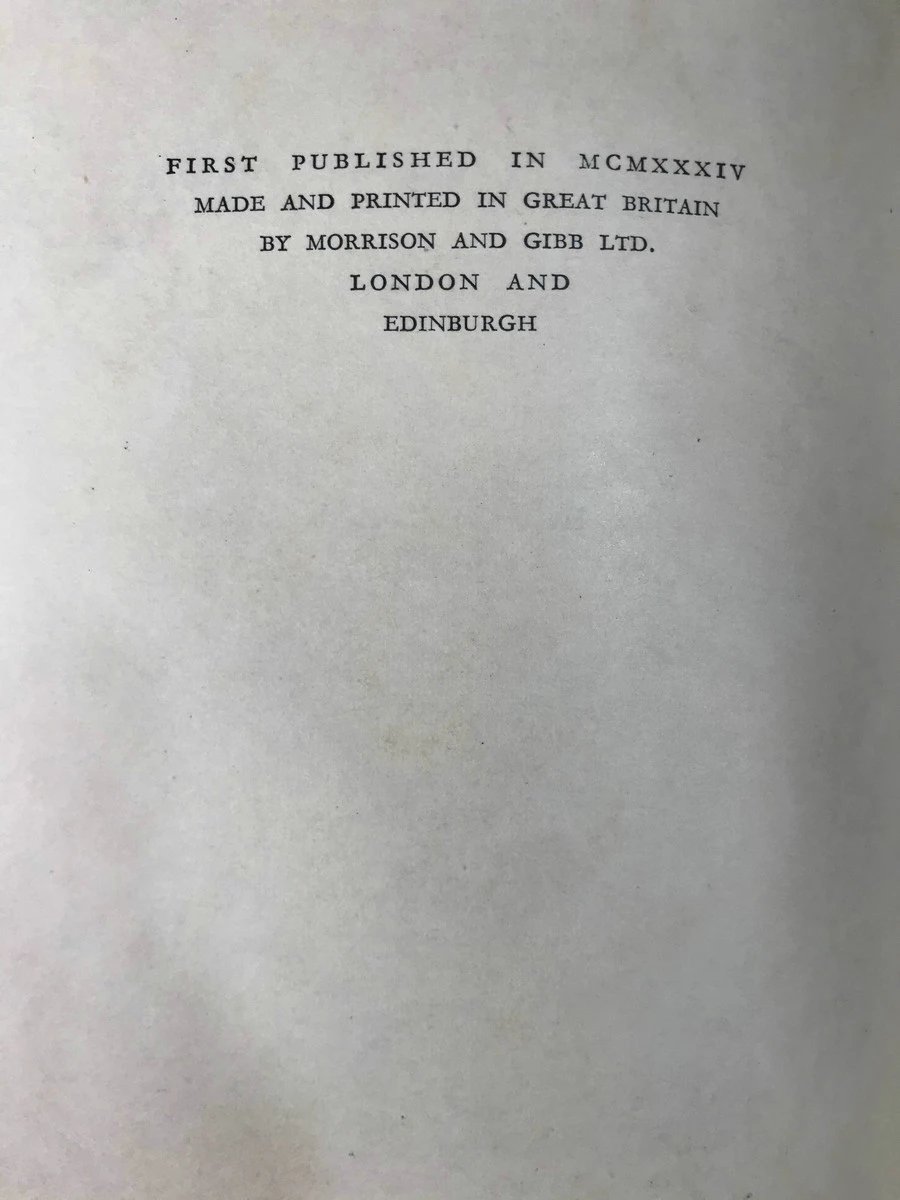 FIRST PUBLISHED IN MCMXXXIV
MADE AND PRINTED IN GREAT BRITAIN
BY MORRISON AND GIBB LTD.
LONDON AND
EDINBURGH